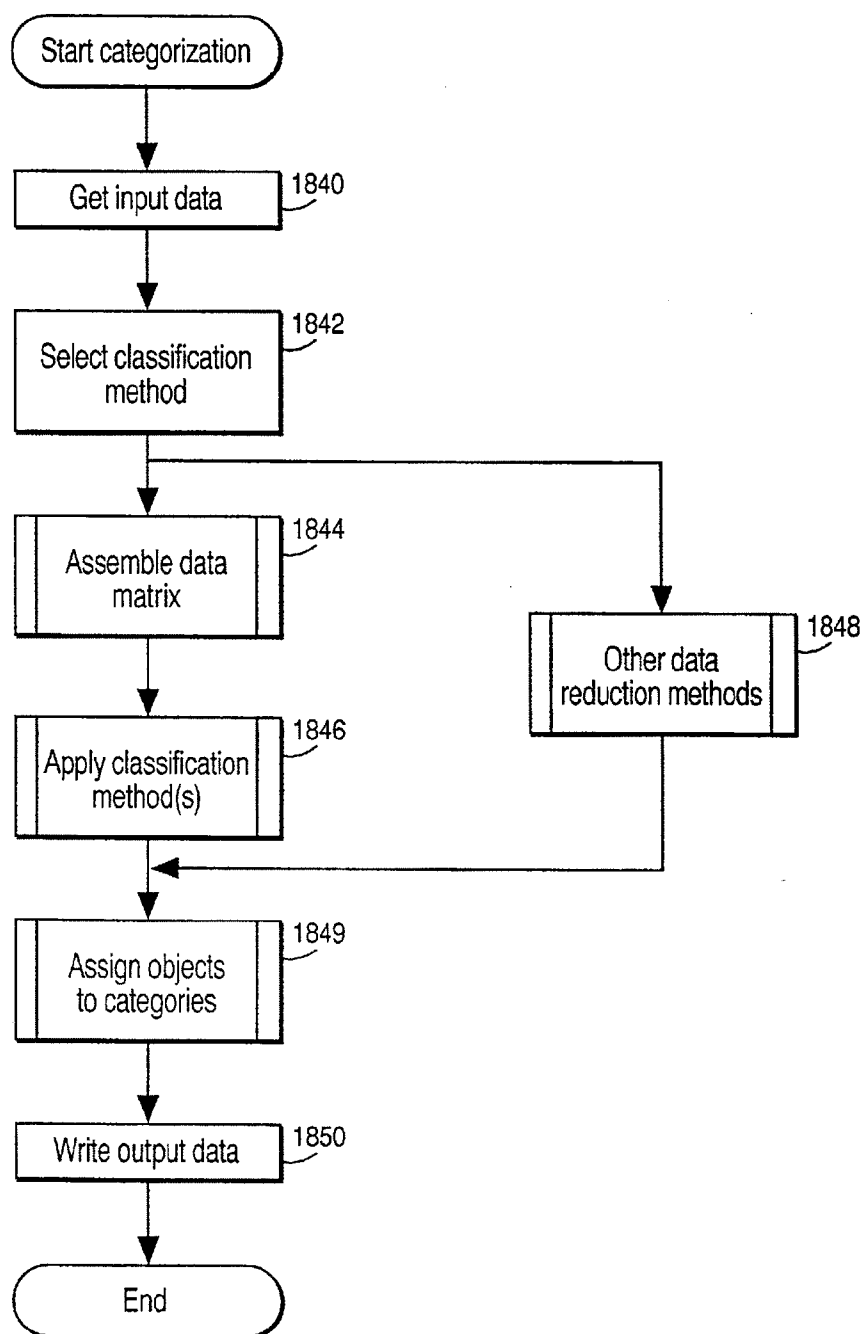 Start categorization
1840
Get input data
1842
Select classification
method
1844
Assemble data
matrix
1848
Other data
reduction methods
1846
Apply classification
method(s)
1849
Assign objects
to categories
1850
Write output data
End